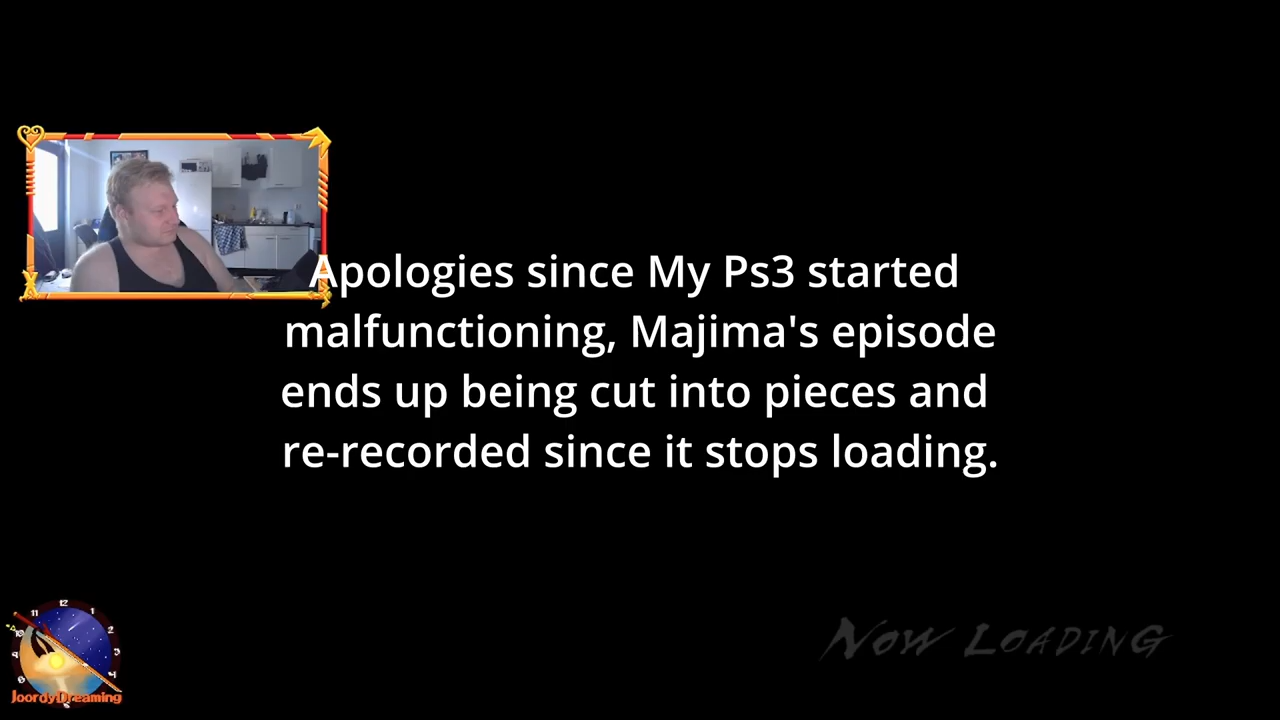 Apologies since My Ps3 started
malfunctioning, Majima's episode
ends up being cut into pieces and
re-recorded since it stops loading.
Now Loading
JoordyDreaming